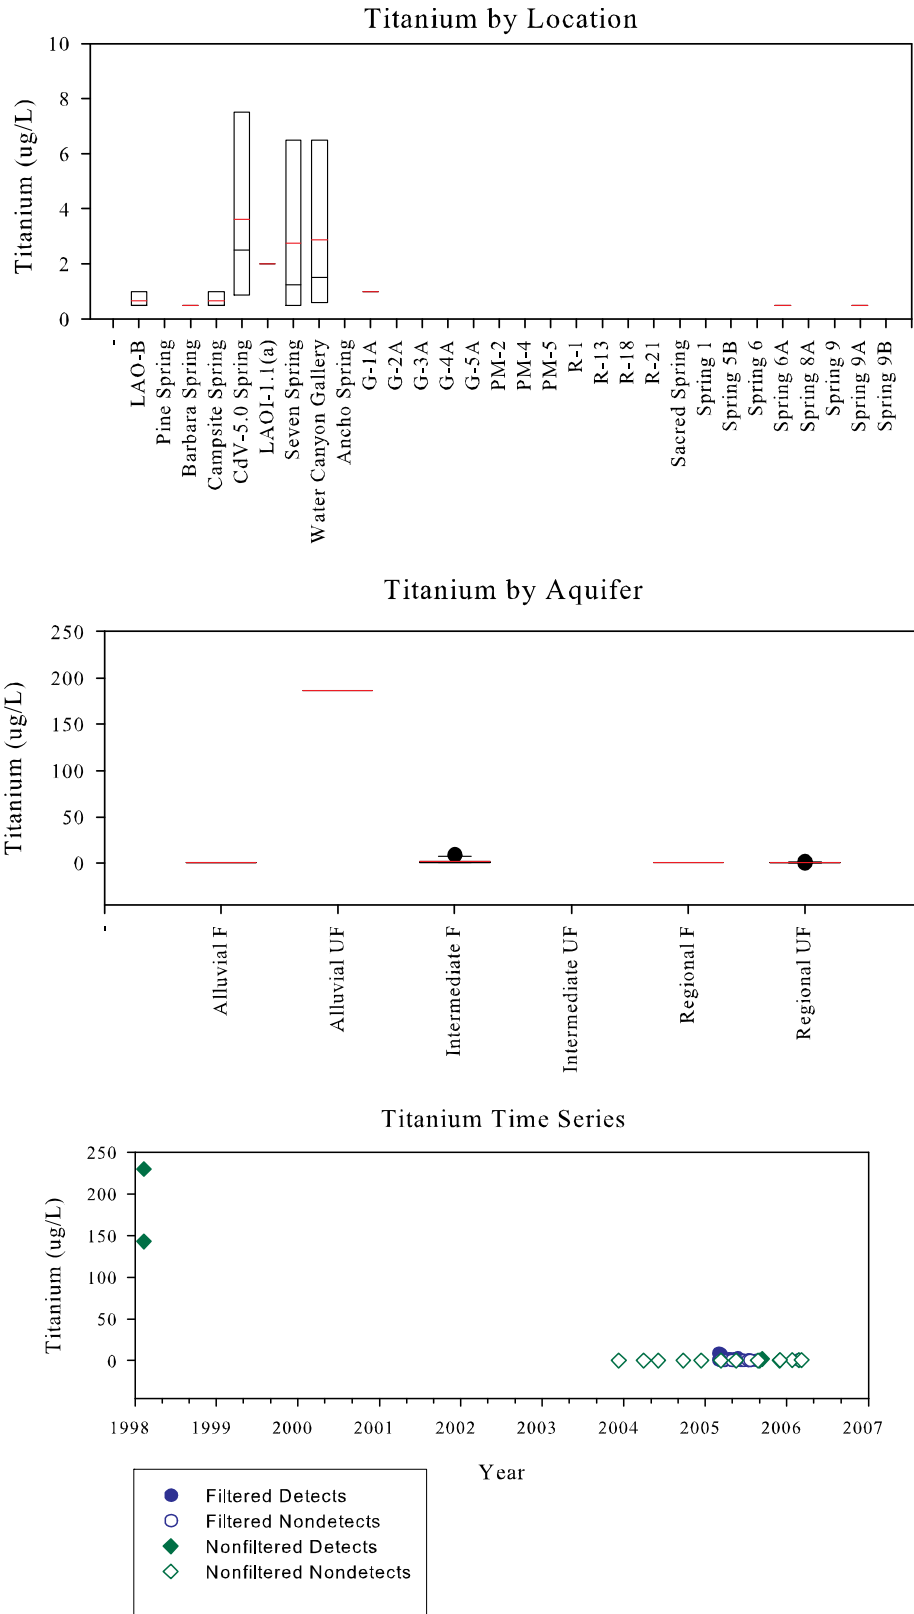 Titanium by Location
Titanium (ug/L)
10
8
6
4
2
0
-
LAO-B
Pine Spring
Barbara Spring
Campsite Spring
CdV-5.0 Spring
LAOI-1.1(a)
Seven Spring
Water Canyon Gallery
Ancho Spring
G-1A
G-2A
G-3A
G-4A
G-5A
PM-2
PM-4
PM-5
R-1
R-13
R-18
R-21
Sacred Spring
Spring 1
Spring 5B
Spring 6
Spring 6A
Spring 8A
Spring 9
Spring 9A
Spring 9B
Titanium by Aquifer
Titanium (ug/L)
250
200
150
100
50
0
-
Alluvial F
Alluvial UF
Intermediate F
Intermediate UF
Regional F
Regional UF
Titanium Time Series
Titanium (ug/L)
250
200
150
100
50
0
1998 1999 2000 2001 2002 2003 2004 2005 2006 2007
Year
Filtered Detects
Filtered Nondetects
Nonfiltered Detects
Nonfiltered Nondetects